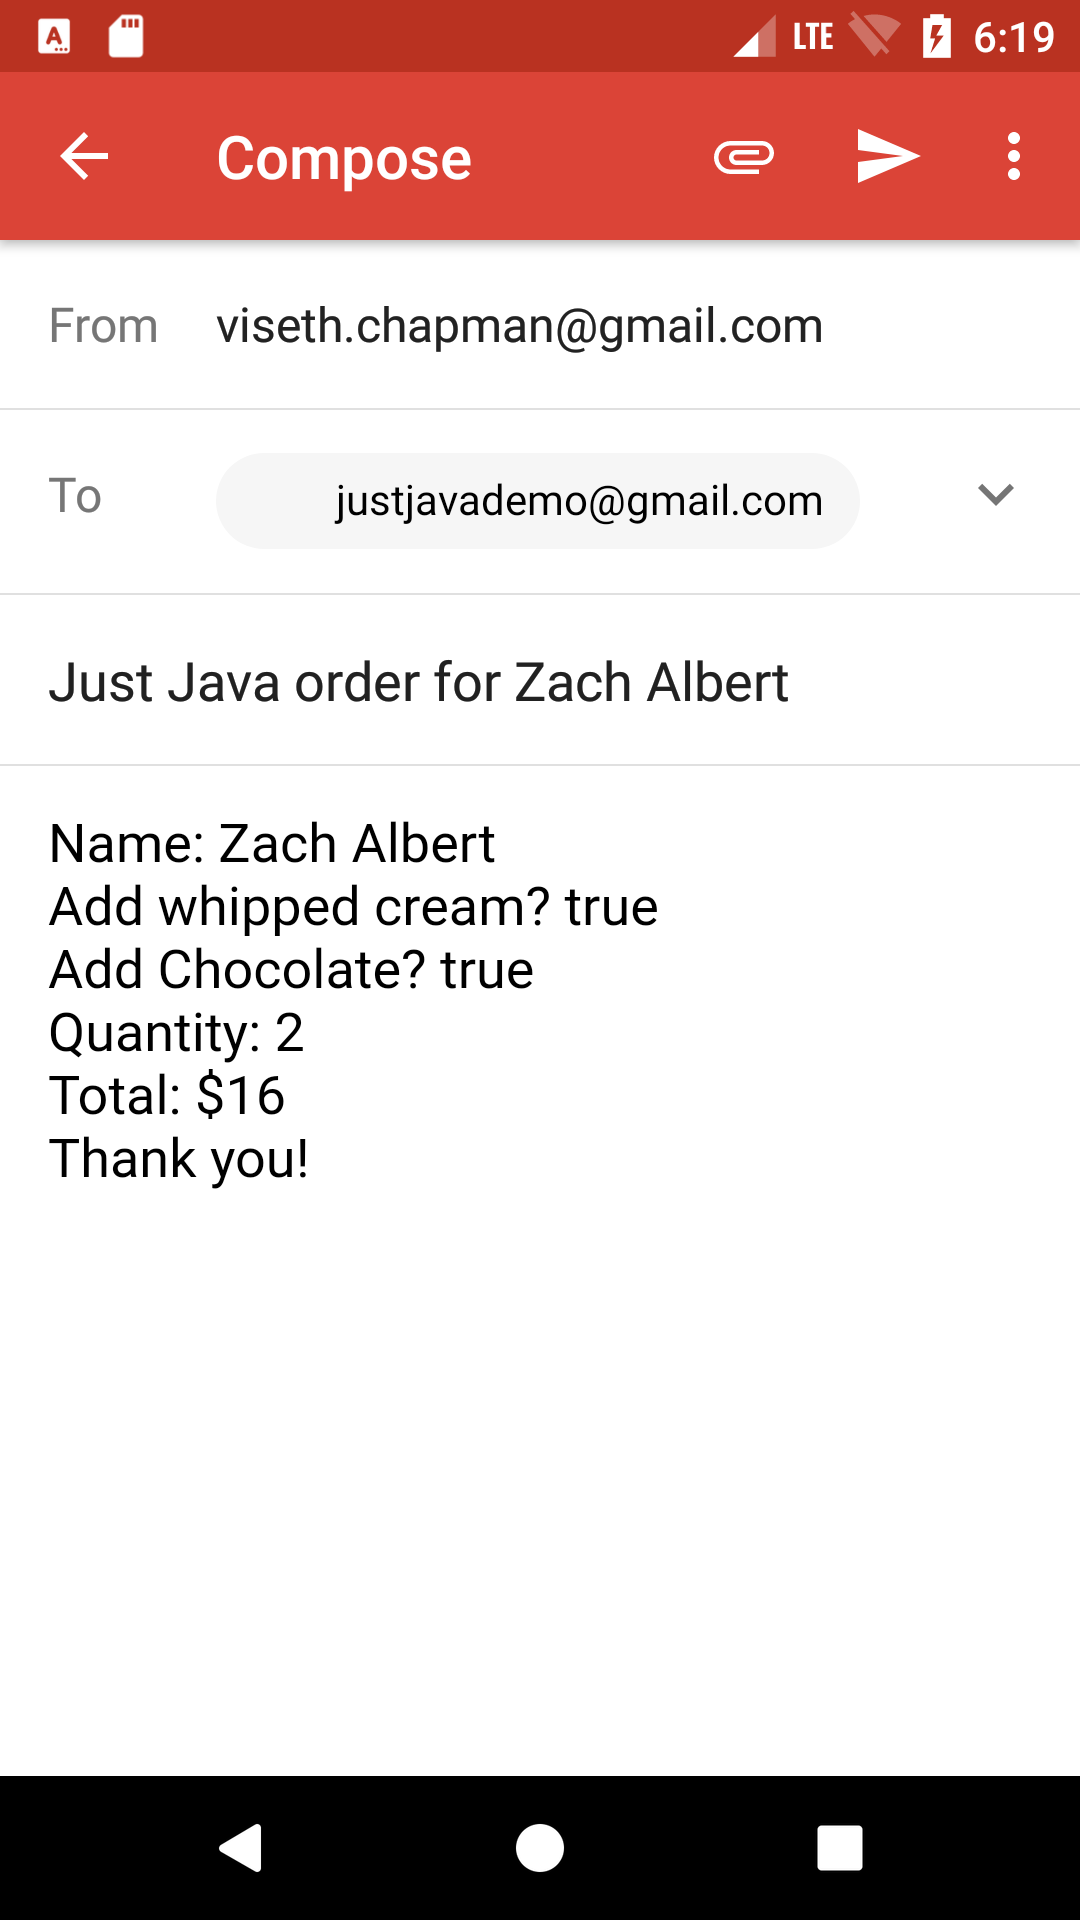 LTE 6:19
Compose
From viseth.chapman@gmail.com
To justjavademo@gmail.com
Just Java order for Zach Albert
Name: Zach Albert
Add whipped cream? true
Add Chocolate? true
Quantity: 2
Total: $16
Thank you!